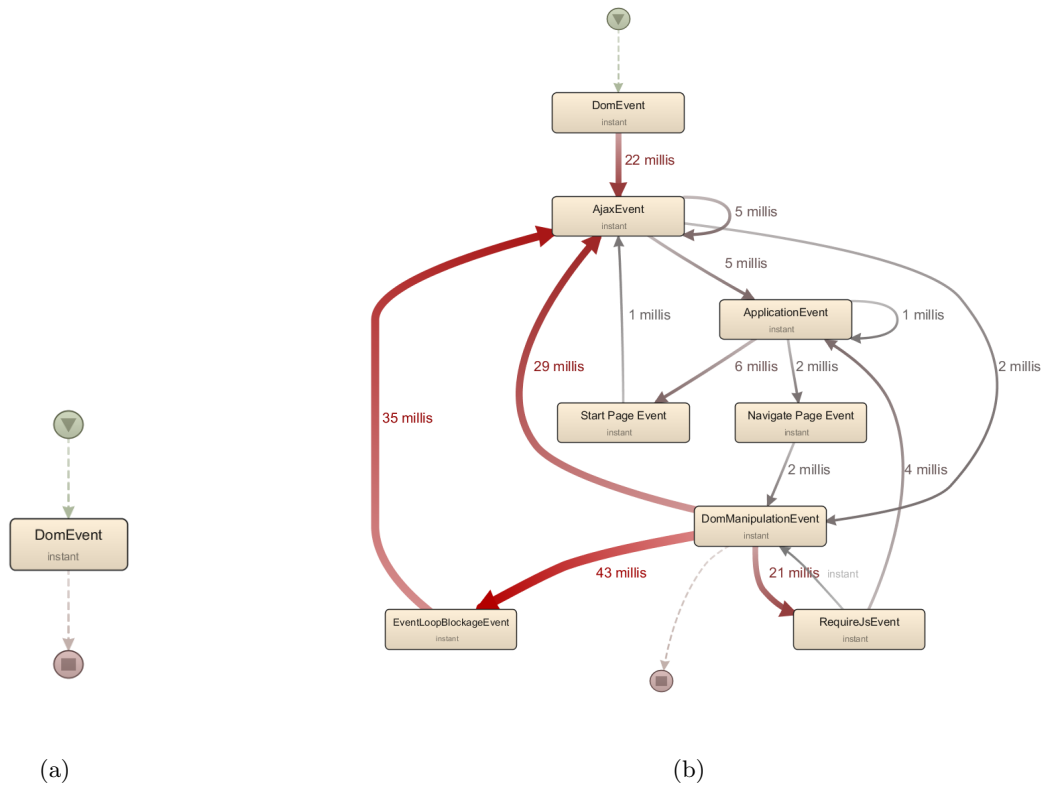 DomEvent
instant
(a)
DomEvent
instant
22 millis
AjaxEvent
instant
5 millis
5 millis
ApplicationEvent
instant
1 millis
1 millis
29 millis
6 millis
2 millis
2 millis
35 millis
Start Page Event
instant
Navigate Page Event
instant
2 millis
4 millis
DomManipulationEvent
instant
43 millis
21 millis
instant
EventLoopBlockageEvent
instant
RequireJsEvent
instant
(b)